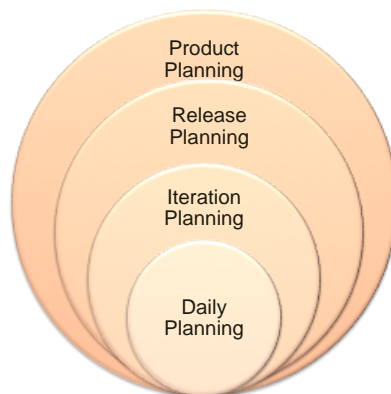 Product
Planning
Release
Planning
Iteration
Planning
Daily
Planning